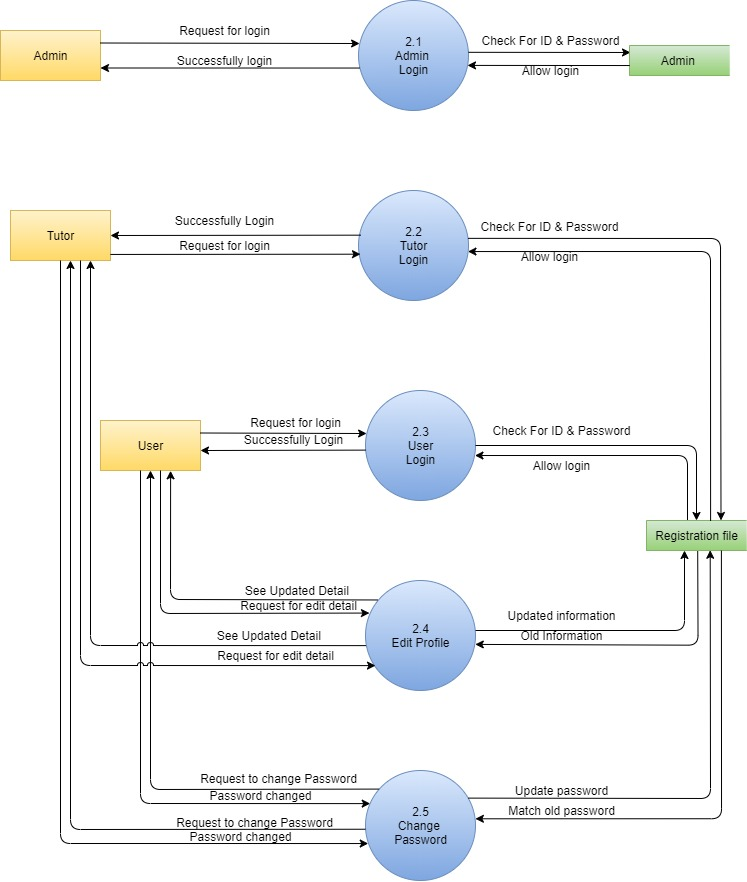 Request for login
Admin
Successfully login
2.1
Admin
Login
Check For ID & Password
Allow login
Admin
Tutor
Successfully Login
Request for login
2.2
Tutor
Login
Check For ID & Password
Allow login
User
Request for login
Successfully Login
2.3
User
Login
Check For ID & Password
Allow login
Registration file
See Updated Detail
Request for edit detail
See Updated Detail
Request for edit detail
2.4
Edit Profile
Updated information
Old Information
Request to change Password
Password changed
Request to change Password
Password changed
2.5
Change
Password
Update password
Match old password